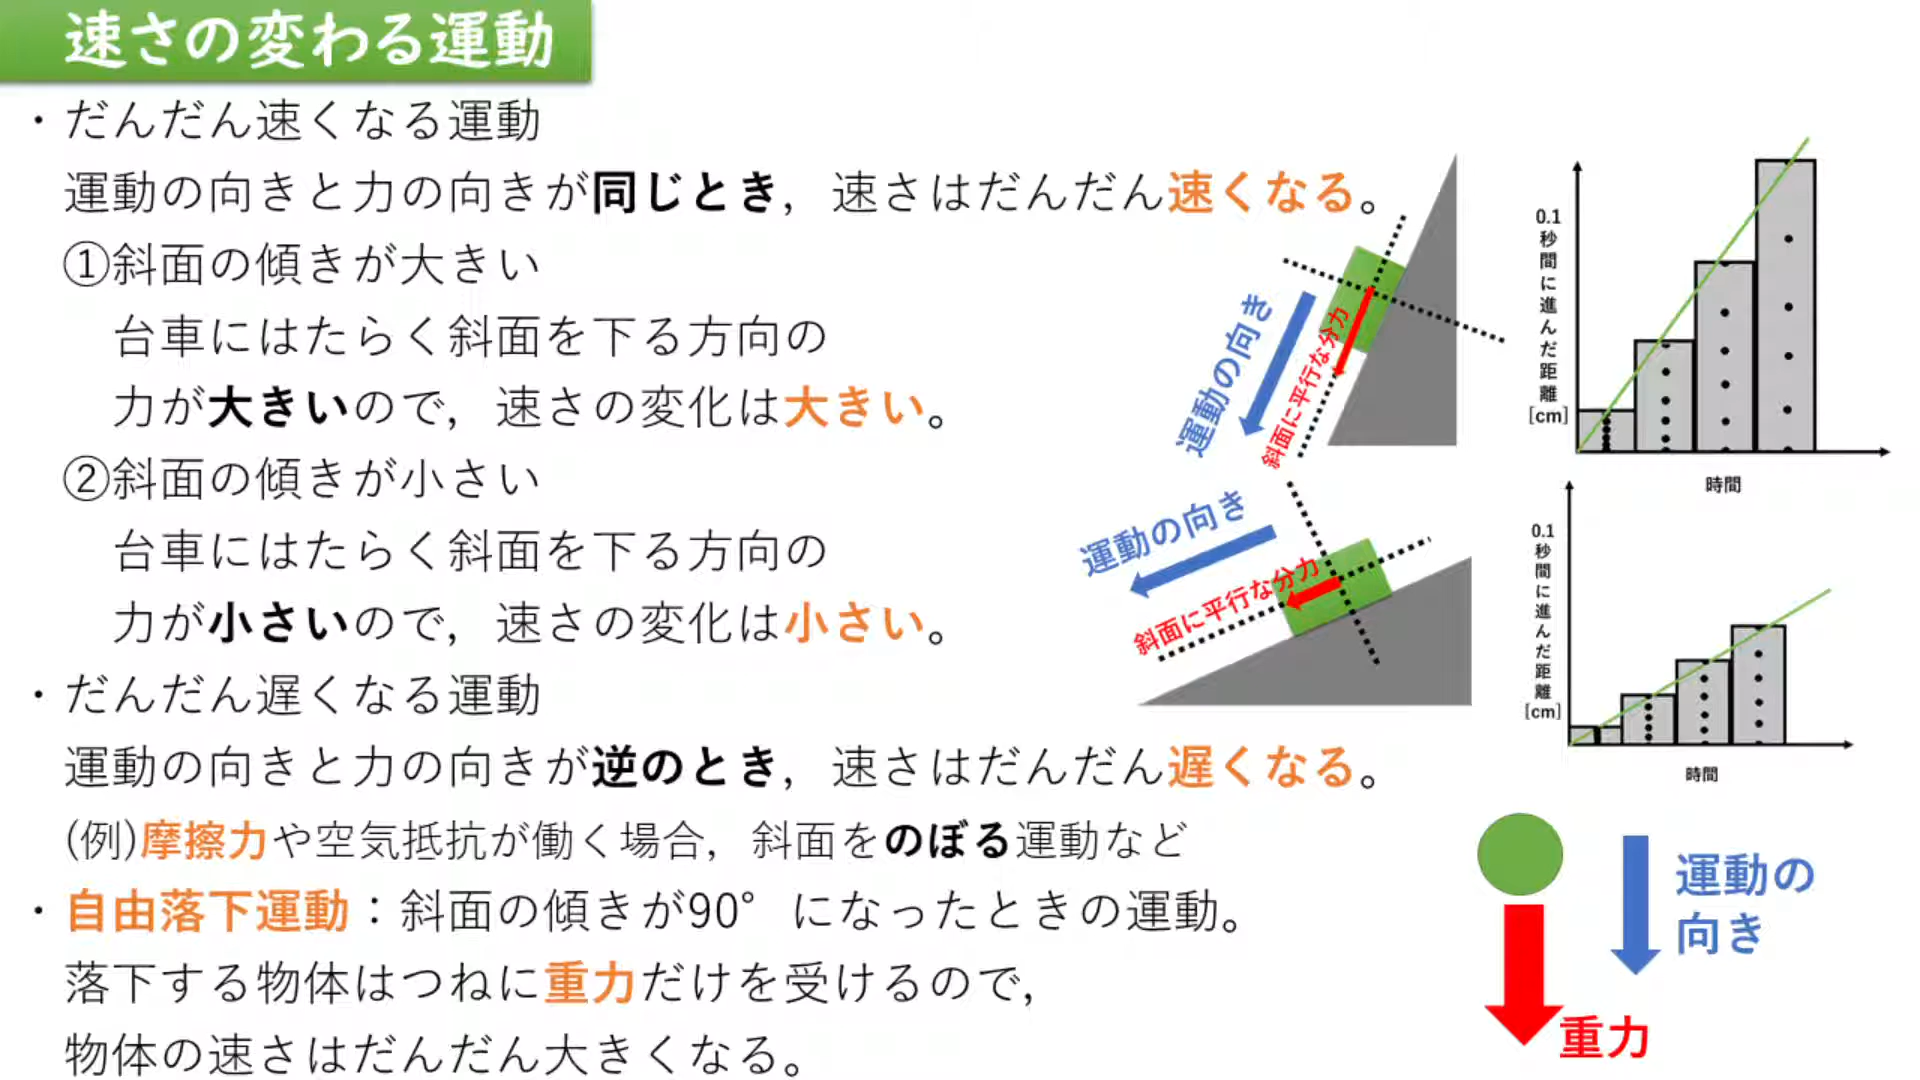 速さの変わる運動
・だんだん速くなる運動
運動の向きと力の向きが同じとき，速さはだんだん速くなる。
①斜面の傾きが大きい
台車にはたらく斜面を下る方向の
力が大きいので，速さの変化は大きい。
②斜面の傾きが小さい
台車にはたらく斜面を下る方向の
力が小さいので，速さの変化は小さい。
・だんだん遅くなる運動
運動の向きと力の向きが逆のとき，速さはだんだん遅くなる。
(例)摩擦力や空気抵抗が働く場合，斜面をのぼる運動など
・自由落下運動：斜面の傾きが90°になったときの運動。
落下する物体はつねに重力だけを受けるので，
物体の速さはだんだん大きくなる。
運動の向き
斜面に平行な分力
0.1秒間に進んだ距離[cm]
時間
運動の向き
斜面に平行な分力
0.1秒間に進んだ距離[cm]
時間
運動の
向き
重力